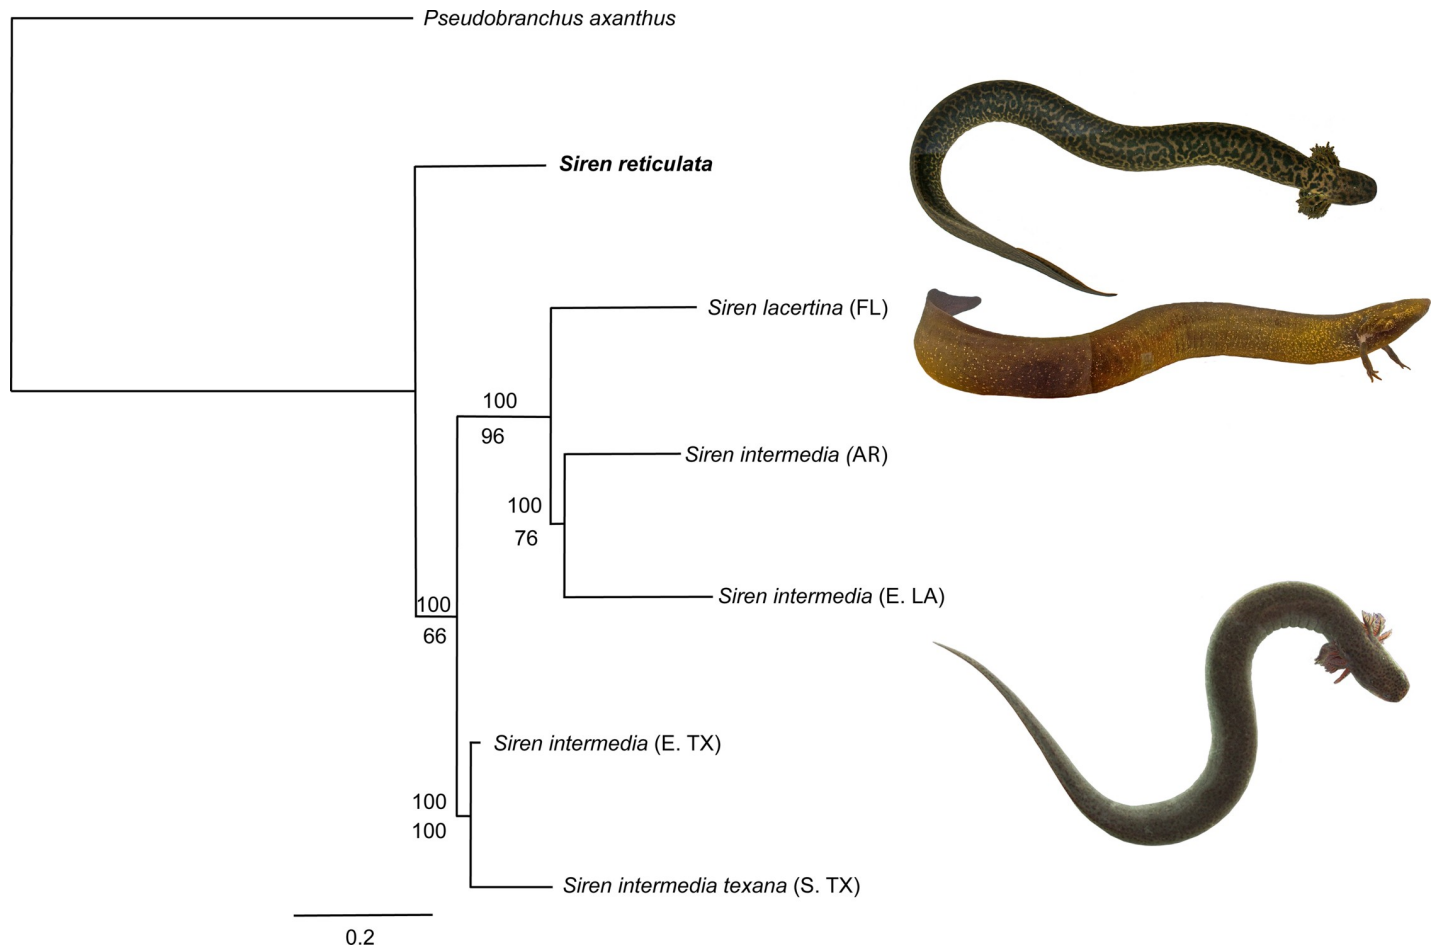 Pseudobranchus axanthus
Siren reticulata
Siren lacertina (FL)
100
96
Siren intermedia (AR)
100
76
Siren intermedia (E. LA)
100
66
Siren intermedia (E. TX)
100
100
Siren intermedia texana (S. TX)
0.2